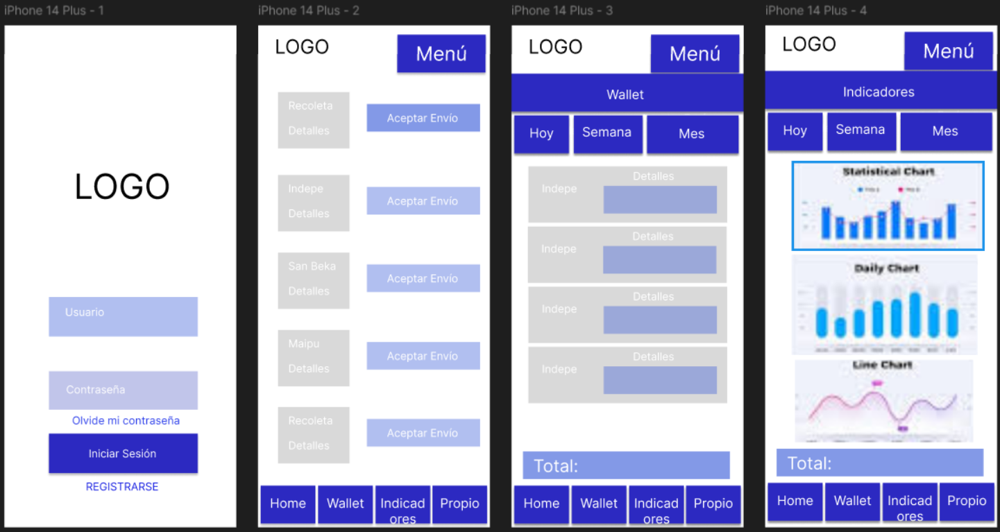 iPhone 14 Plus - 1
LOGO
Usuario
Contraseña
Olvide mi contraseña
Iniciar Sesión
REGISTRARSE
iPhone 14 Plus - 2
LOGO
Menú
Recoleta
Detalles
Aceptar Envío
Indepe
Detalles
Aceptar Envío
San Beka
Detalles
Aceptar Envío
Maipu
Detalles
Aceptar Envío
Recoleta
Detalles
Aceptar Envío
Home
Wallet
Indicad
ores
Propio
iPhone 14 Plus - 3
LOGO
Menú
Wallet
Hoy
Semana
Mes
Indepe
Detalles
Indepe
Detalles
Indepe
Detalles
Indepe
Detalles
Total:
Home
Wallet
Indicad
ores
Propio
iPhone 14 Plus - 4
LOGO
Menú
Indicadores
Hoy
Semana
Mes
Statistical Chart
Daily Chart
Line Chart
Total:
Home
Wallet
Indicad
ores
Propio